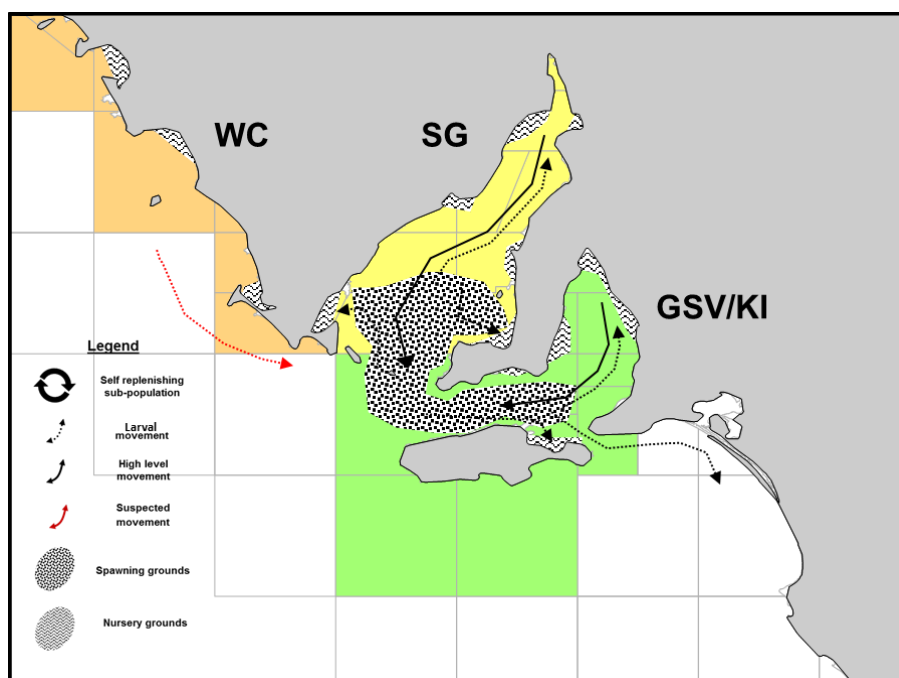 WC
SG
GSV/KI
Legend
Self replenishing
sub-population
Larval
movement
High level
movement
Suspected
movement
Spawning grounds
Nursery grounds